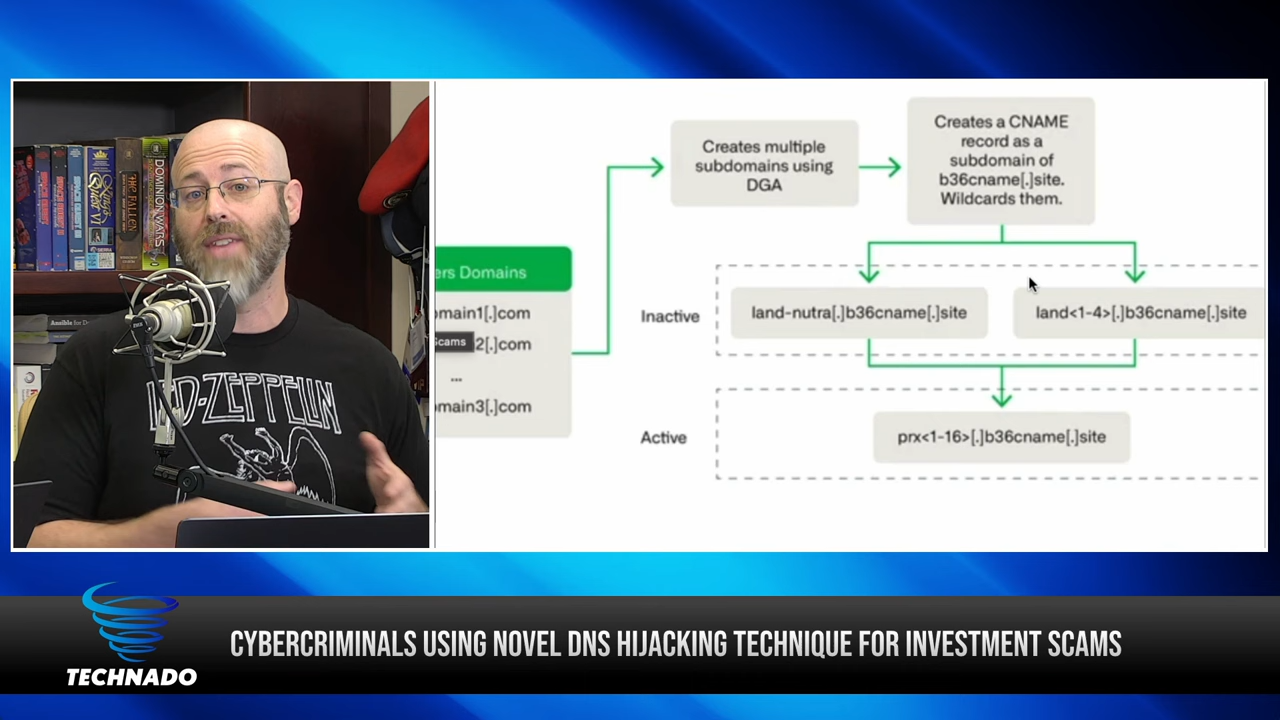 Creates multiple
subdomains using
DGA
Creates a CNAME
record as a
subdomain of
b36cname[.]site.
Wildcards them.
ers Domains
omain1[.]com
Scams
2[.]com
...
omain3[.]com
Inactive
land-nutra[.]b36cname[.]site
land<1-4>[.]b36cname[.]site
Active
prx<1-16>[.]b36cname[.]site
DOMINION WARS
THE FALLEN
LED-ZEPPELIN
TECHNADO
CYBERCRIMINALS USING NOVEL DNS HIJACKING TECHNIQUE FOR INVESTMENT SCAMS